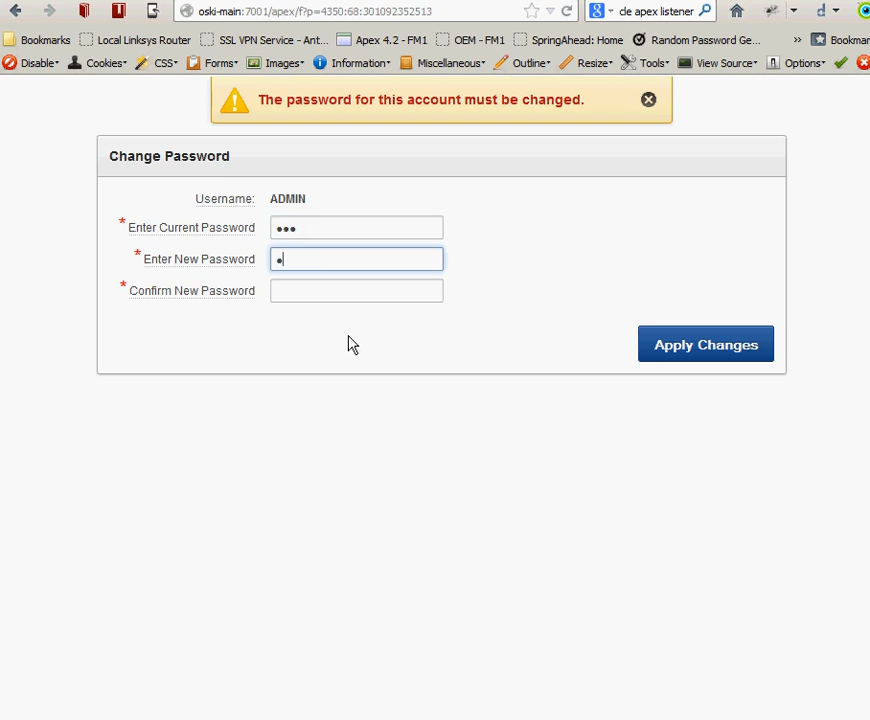 oski-main:7001/apex/f?p=4350:68:301092352513
cle apex listener
Bookmarks Local Linksys Router SSL VPN Service - Ant... Apex 4.2 - FM1 OEM - FM1 SpringAhead: Home Random Password Ge... » Bookmar
Disable Cookies CSS Forms Images Information Miscellaneous Outline Resize Tools View Source Options
The password for this account must be changed.
Change Password
Username: ADMIN
* Enter Current Password
* Enter New Password
* Confirm New Password
Apply Changes